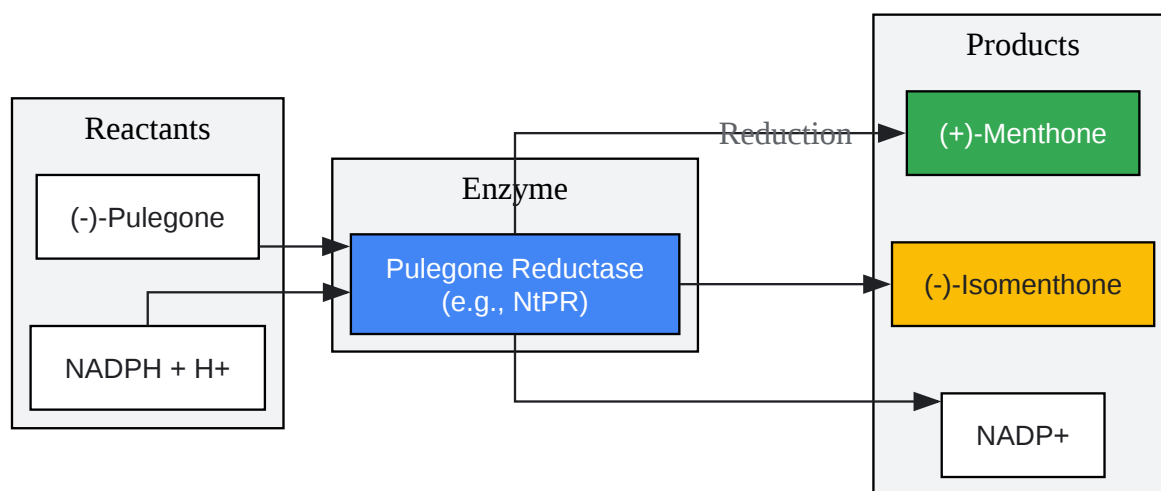 Reactants
(-)-Pulegone
NADPH + H+
Enzyme
Pulegone Reductase
(e.g., NtPR)
Reduction
Products
(+)-Menthone
(-)-Isomenthone
NADP+